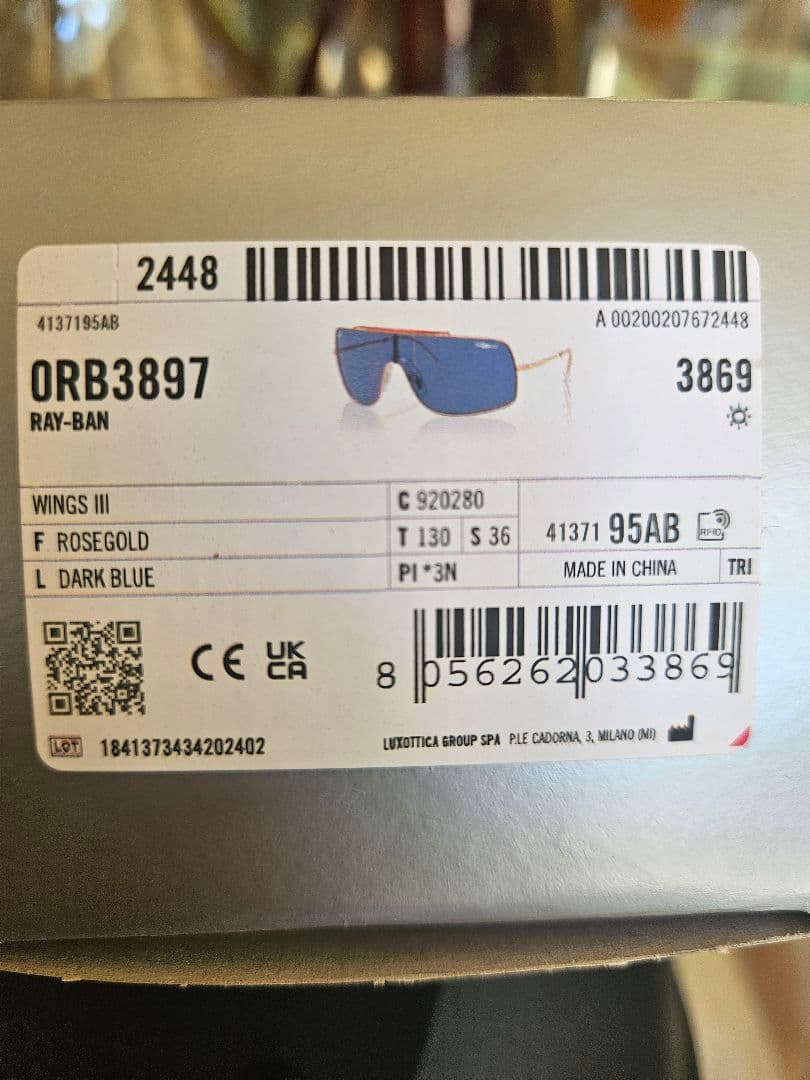 2448
4137195AB
A 00200207672448
0RB3897
3869
RAY-BAN
WINGS III
C 920280
F ROSEGOLD
T 130 S 36
41371 95AB RFID
L DARK BLUE
PI *3N
MADE IN CHINA
TRI
CE UK CA
8 056262 033869
LOT 1841373434202402
LUXOTTICA GROUP SPA P.LE CADORNA, 3, MILANO (MI)